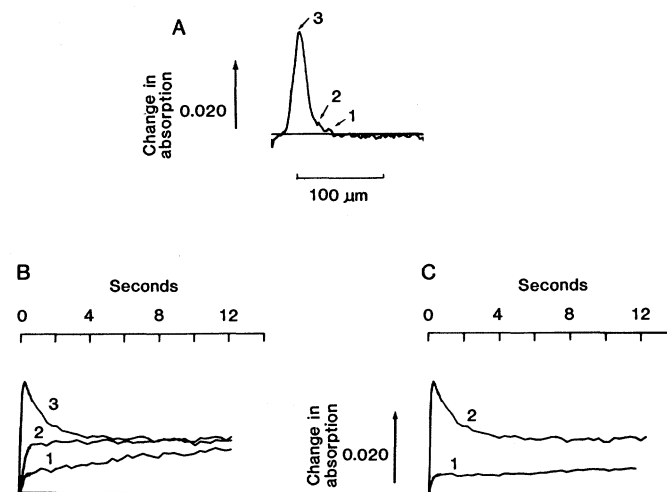 A
3
2
1
Change in
absorption
0.020
100 μm
B
Seconds
0 4 8 12
3
2
1
C
Seconds
0 4 8 12
2
1
Change in
absorption
0.020